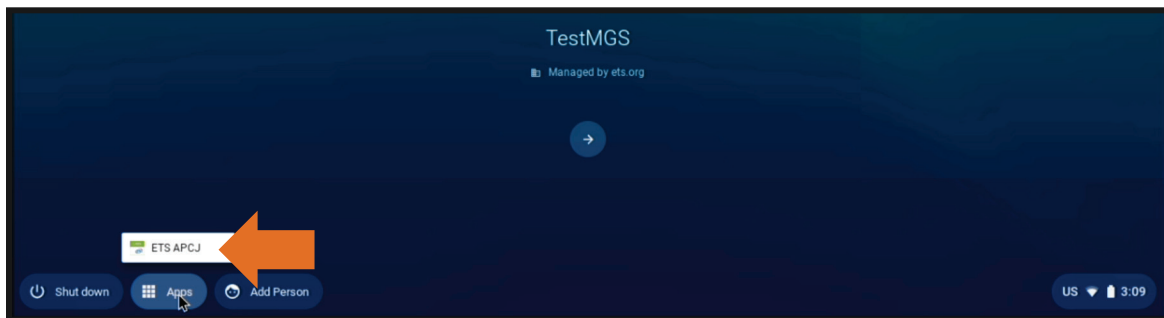 TestMGS
Managed by ets.org
ETS APCJ
Shut down
Apps
Add Person
US
3:09